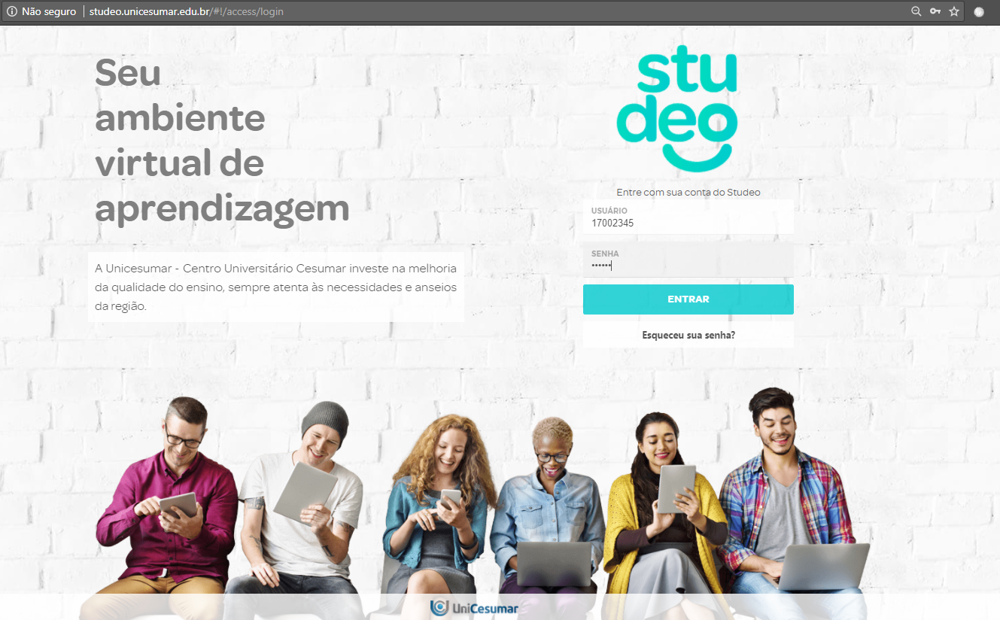 Não seguro
studeo.unicesumar.edu.br/#!/access/login
Seu
ambiente
virtual de
aprendizagem
A Unicesumar - Centro Universitário Cesumar investe na melhoria
da qualidade do ensino, sempre atenta às necessidades e anseios
da região.
stu
deo
Entre com sua conta do Studeo
USUÁRIO
17002345
SENHA
••••••
ENTRAR
Esqueceu sua senha?
UniCesumar